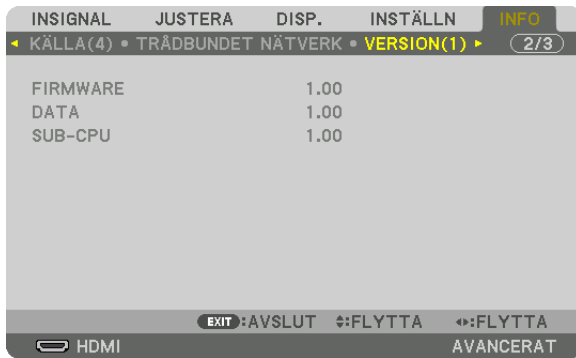 INSIGNAL JUSTERA DISP. INSTÄLLN INFO
◂ KÄLLA(4) • TRÅDBUNDET NÄTVERK • VERSION(1) ▸ 2/3
FIRMWARE 1.00
DATA 1.00
SUB-CPU 1.00
EXIT :AVSLUT :FLYTTA :FLYTTA
HDMI AVANCERAT